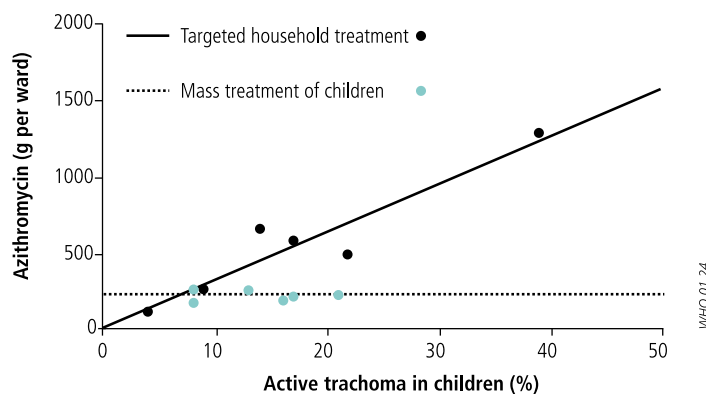 2000
Targeted household treatment
Mass treatment of children
1500
1000
500
0
0 10 20 30 40 50
Azithromycin (g per ward)
Active trachoma in children (%)
WHO 01.24